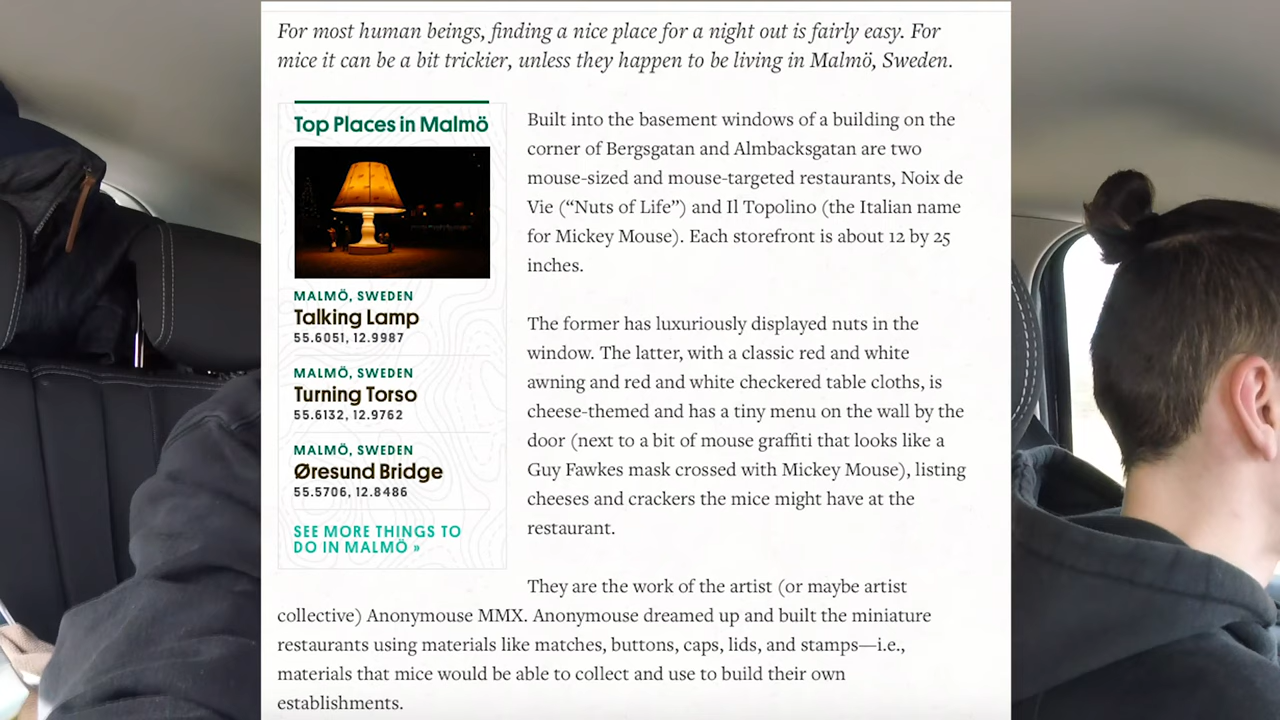 For most human beings, finding a nice place for a night out is fairly easy. For
mice it can be a bit trickier, unless they happen to be living in Malmö, Sweden.
Top Places in Malmö
MALMÖ, SWEDEN
Talking Lamp
55.6051, 12.9987
MALMÖ, SWEDEN
Turning Torso
55.6132, 12.9762
MALMÖ, SWEDEN
Øresund Bridge
55.5706, 12.8486
SEE MORE THINGS TO
DO IN MALMÖ »
Built into the basement windows of a building on the
corner of Bergsgatan and Almbacksgatan are two
mouse-sized and mouse-targeted restaurants, Noix de
Vie (“Nuts of Life”) and Il Topolino (the Italian name
for Mickey Mouse). Each storefront is about 12 by 25
inches.
The former has luxuriously displayed nuts in the
window. The latter, with a classic red and white
awning and red and white checkered table cloths, is
cheese-themed and has a tiny menu on the wall by the
door (next to a bit of mouse graffiti that looks like a
Guy Fawkes mask crossed with Mickey Mouse), listing
cheeses and crackers the mice might have at the
restaurant.
They are the work of the artist (or maybe artist
collective) Anonymouse MMX. Anonymouse dreamed up and built the miniature
restaurants using materials like matches, buttons, caps, lids, and stamps—i.e.,
materials that mice would be able to collect and use to build their own
establishments.